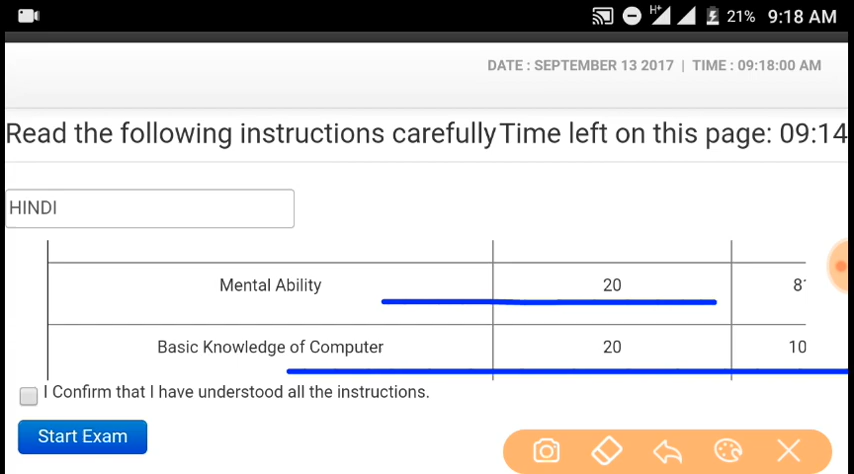 H+ 21% 9:18 AM
DATE : SEPTEMBER 13 2017 | TIME : 09:18:00 AM
Read the following instructions carefully Time left on this page: 09:14
HINDI
Mental Ability 20
Basic Knowledge of Computer 20 10
I Confirm that I have understood all the instructions.
Start Exam